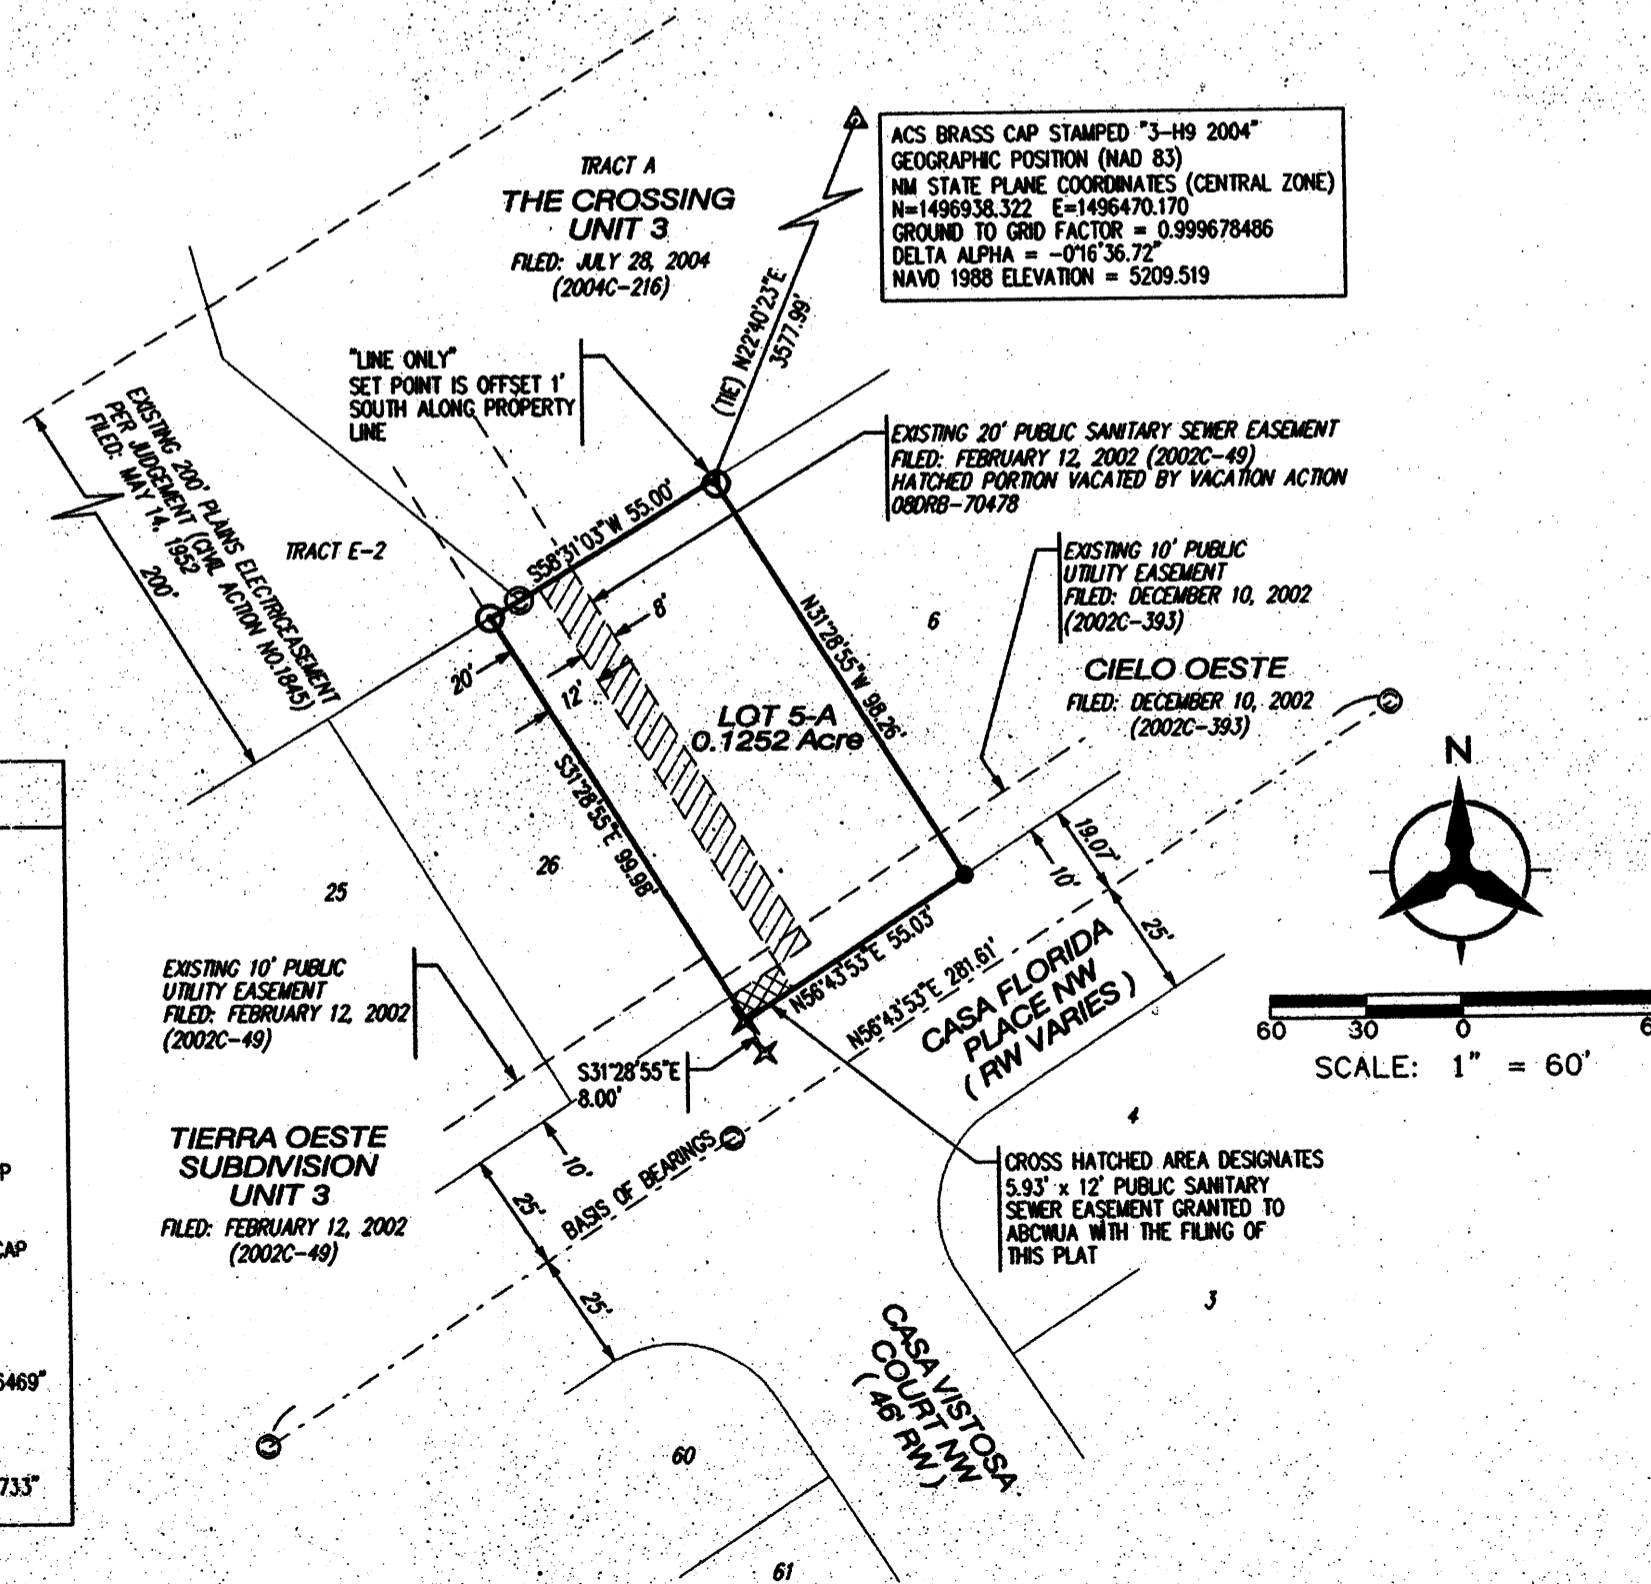 ACS BRASS CAP STAMPED "3-H9 2004"
GEOGRAPHIC POSITION (NAD 83)
NM STATE PLANE COORDINATES (CENTRAL ZONE)
N=1496938.322 E=1496470.170
GROUND TO GRID FACTOR = 0.999678486
DELTA ALPHA = -0°16'36.72"
NAVD 1988 ELEVATION = 5209.519
TRACT A
THE CROSSING
UNIT 3
FILED: JULY 28, 2004
(2004C-216)
(TIE) N22°40'23"E
3577.99'
"LINE ONLY"
SET POINT IS OFFSET 1'
SOUTH ALONG PROPERTY
LINE
EXISTING 200' PLAINS ELECTRICEASEMENT
PER JUDGEMENT (CIVIL ACTION NO.1845))
FILED: MAY 14, 1952
200'
TRACT E-2
EXISTING 20' PUBLIC SANITARY SEWER EASEMENT
FILED: FEBRUARY 12, 2002 (2002C-49)
HATCHED PORTION VACATED BY VACATION ACTION
08DRB-70478
S58°31'03"W 55.00'
EXISTING 10' PUBLIC
UTILITY EASEMENT
FILED: DECEMBER 10, 2002
(2002C-393)
8'
20'
12'
6
CIELO OESTE
FILED: DECEMBER 10, 2002
(2002C-393)
N31°28'55"W 98.26'
LOT 5-A
0.1252 Acre
S31°28'55"E 99.98'
N
25
26
19.07'
10'
25'
N56°43'53"E 55.03'
N56°43'53"E 281.61'
CASA FLORIDA
PLACE NW
( RW VARIES )
EXISTING 10' PUBLIC
UTILITY EASEMENT
FILED: FEBRUARY 12, 2002
(2002C-49)
S31°28'55"E
8.00'
60 30 0 6
SCALE: 1" = 60'
TIERRA OESTE
SUBDIVISION
UNIT 3
FILED: FEBRUARY 12, 2002
(2002C-49)
10'
25'
25'
BASIS OF BEARINGS
4
CROSS HATCHED AREA DESIGNATES
5.93' x 12' PUBLIC SANITARY
SEWER EASEMENT GRANTED TO
ABCWUA WITH THE FILING OF
THIS PLAT
3
CASA VISTOSA
COURT NW
( 46' RW )
60
61
P
CAP
6469"
733"